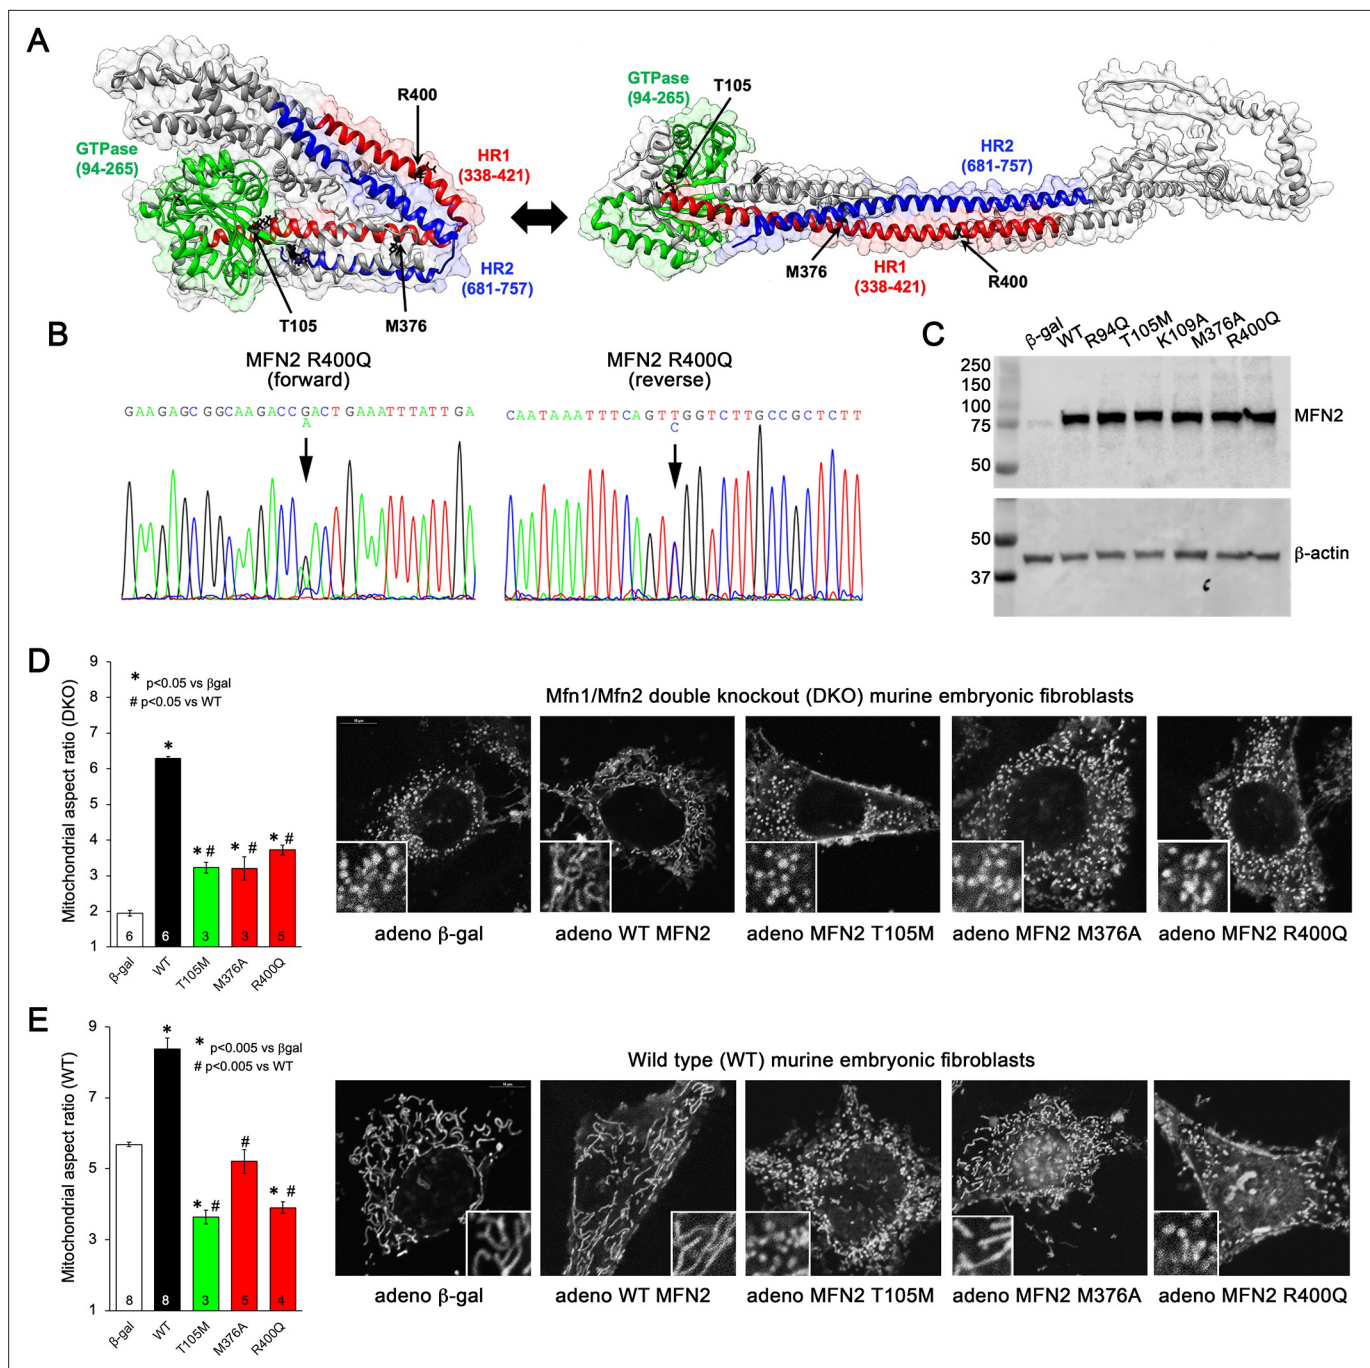 A
GTPase
(94-265)
R400
HR1
(338-421)
HR2
(681-757)
T105
M376
GTPase
(94-265)
T105
HR2
(681-757)
M376
HR1
(338-421)
R400
B
MFN2 R400Q
(forward)
GAAGAGCGGCAAGACCGACTGAAATTTATTGA
A
MFN2 R400Q
(reverse)
CAATAAATTTCAGTTGGTCTTGCCGCTCTT
C
C
β-gal WT R94Q T105M K109A M376A R400Q
250
150
100
75
50
MFN2
50
37
β-actin
D
Mitochondrial aspect ratio (DKO)
9
8
7
6
5
4
3
2
1
* p<0.05 vs βgal
# p<0.05 vs WT
*
*# * # * #
6 6 3 3 5
β-gal WT T105M M376A R400Q
Mfn1/Mfn2 double knockout (DKO) murine embryonic fibroblasts
adeno β-gal adeno WT MFN2 adeno MFN2 T105M adeno MFN2 M376A adeno MFN2 R400Q
E
Mitochondrial aspect ratio (WT)
9
7
5
3
1
* p<0.005 vs βgal
# p<0.005 vs WT
*
*# # * #
8 8 3 5 4
β-gal WT T105M M376A R400Q
Wild type (WT) murine embryonic fibroblasts
adeno β-gal adeno WT MFN2 adeno MFN2 T105M adeno MFN2 M376A adeno MFN2 R400Q